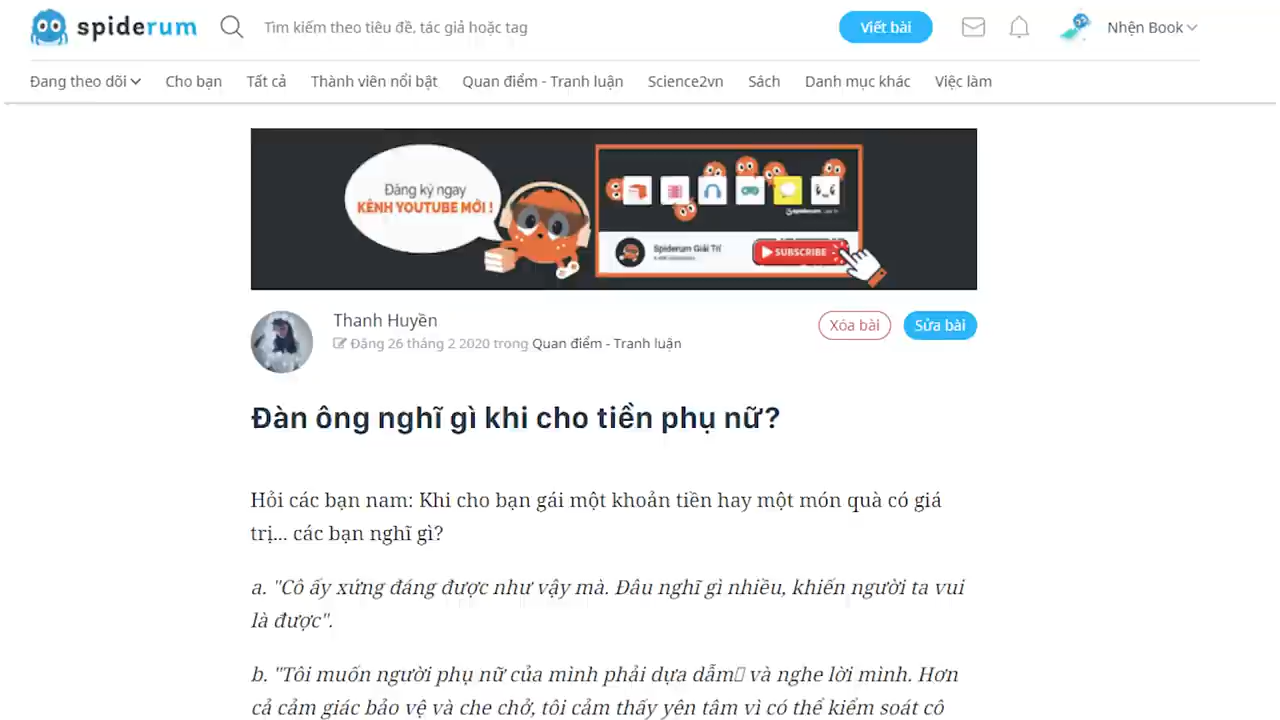 spiderum
Tìm kiếm theo tiêu đề, tác giả hoặc tag
Viết bài
Nhện Book
Đang theo dõi
Cho bạn
Tất cả
Thành viên nổi bật
Quan điểm - Tranh luận
Science2vn
Sách
Danh mục khác
Việc làm
Đăng ký ngay
KÊNH YOUTUBE MỚI !
spiderum
Spiderum Giải Trí
SUBSCRIBE
Thanh Huyền
Đăng 26 tháng 2 2020 trong Quan điểm - Tranh luận
Xóa bài
Sửa bài
Đàn ông nghĩ gì khi cho tiền phụ nữ?
Hỏi các bạn nam: Khi cho bạn gái một khoản tiền hay một món quà có giá
trị... các bạn nghĩ gì?
a. "Cô ấy xứng đáng được như vậy mà. Đâu nghĩ gì nhiều, khiến người ta vui
là được".
b. "Tôi muốn người phụ nữ của mình phải dựa dẫm và nghe lời mình. Hơn
cả cảm giác bảo vệ và che chở, tôi cảm thấy yên tâm vì có thể kiểm soát cô